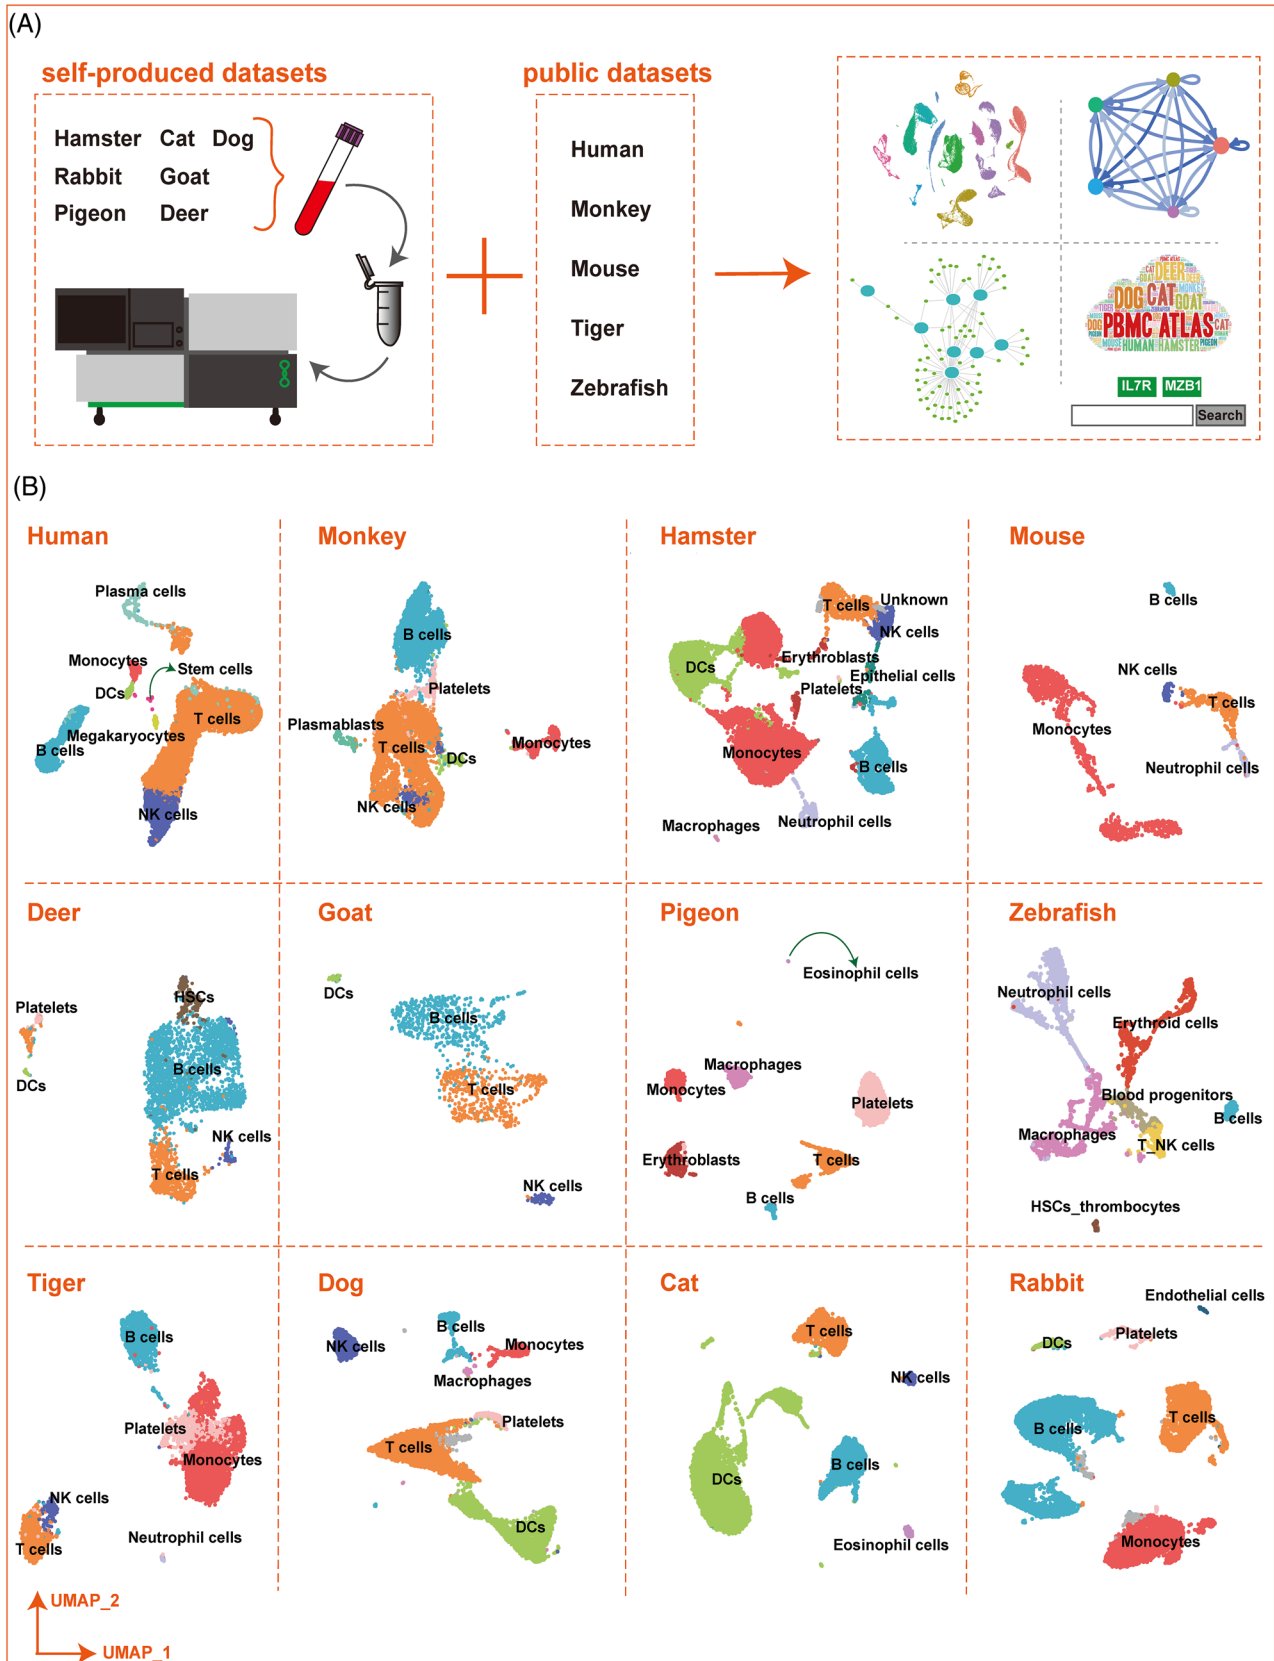 (A)
self-produced datasets
public datasets
Hamster Cat Dog
Rabbit Goat
Pigeon Deer
Human
Monkey
Mouse
Tiger
Zebrafish
DEER
DOG CAT GOAT
PBMC ATLAS
HUMAN HAMSTER
IL7R MZB1
Search
(B)
Human
Plasma cells
Monocytes
Stem cells
DCs
T cells
Megakaryocytes
B cells
NK cells
Monkey
B cells
Platelets
Plasmablasts
T cells
DCs
Monocytes
NK cells
Hamster
T cells
Unknown
NK cells
Erythroblasts
DCs
Epithelial cells
Platelets
Monocytes
B cells
Neutrophil cells
Macrophages
Mouse
B cells
NK cells
T cells
Monocytes
Neutrophil cells
Deer
HSCs
Platelets
B cells
DCs
NK cells
T cells
Goat
DCs
B cells
T cells
NK cells
Pigeon
Eosinophil cells
Macrophages
Monocytes
Platelets
Erythroblasts
T cells
B cells
Zebrafish
Neutrophil cells
Erythroid cells
Blood progenitors
B cells
Macrophages
T_NK cells
HSCs_thrombocytes
Tiger
B cells
Platelets
Monocytes
NK cells
Neutrophil cells
T cells
Dog
B cells
NK cells
Monocytes
Macrophages
Platelets
T cells
DCs
Cat
T cells
NK cells
B cells
DCs
Eosinophil cells
Rabbit
Endothelial cells
Platelets
DCs
T cells
B cells
Monocytes
UMAP_2
UMAP_1